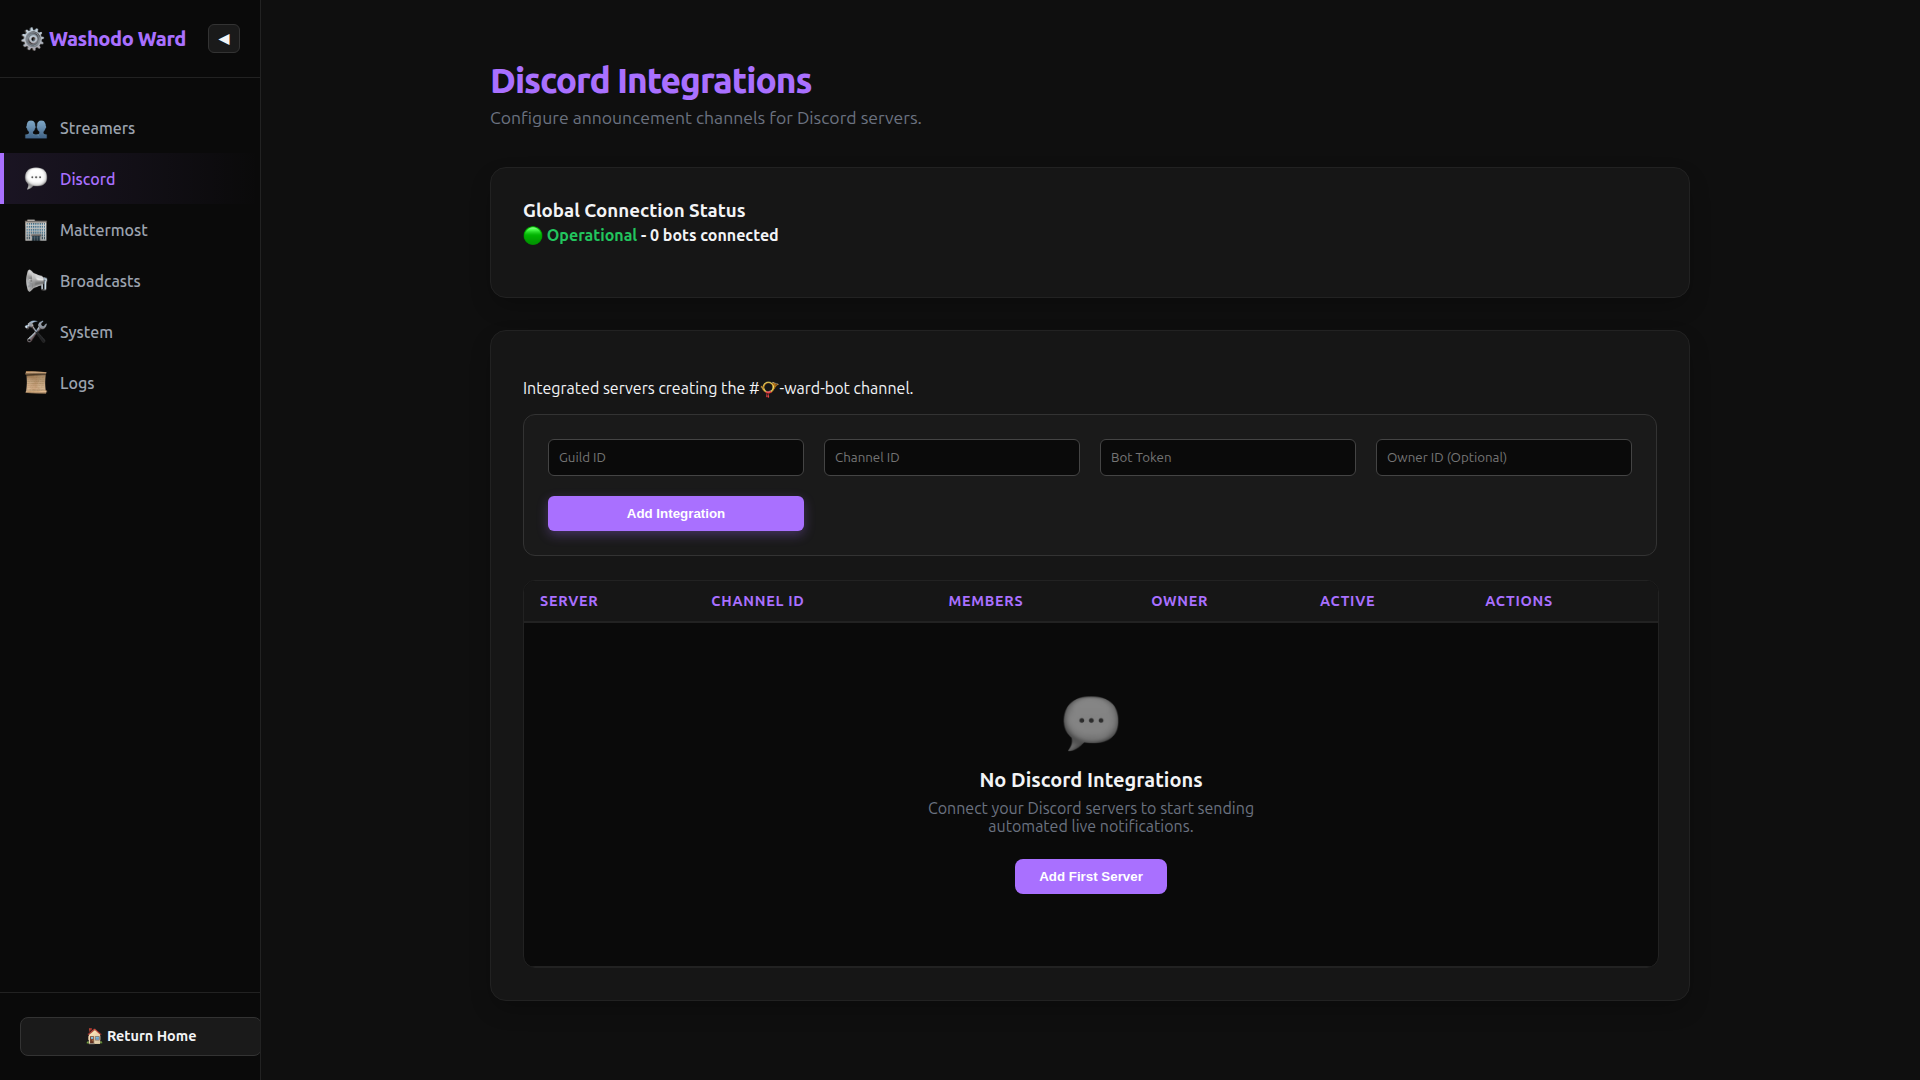 ⚙️ Washodo Ward ◀
👥 Streamers
💬 Discord
🏢 Mattermost
📢 Broadcasts
🛠️ System
📜 Logs
🏠 Return Home
Discord Integrations
Configure announcement channels for Discord servers.
Global Connection Status
🟢 Operational - 0 bots connected
Integrated servers creating the #📯-ward-bot channel.
Guild ID
Channel ID
Bot Token
Owner ID (Optional)
Add Integration
SERVER CHANNEL ID MEMBERS OWNER ACTIVE ACTIONS
💬
No Discord Integrations
Connect your Discord servers to start sending
automated live notifications.
Add First Server